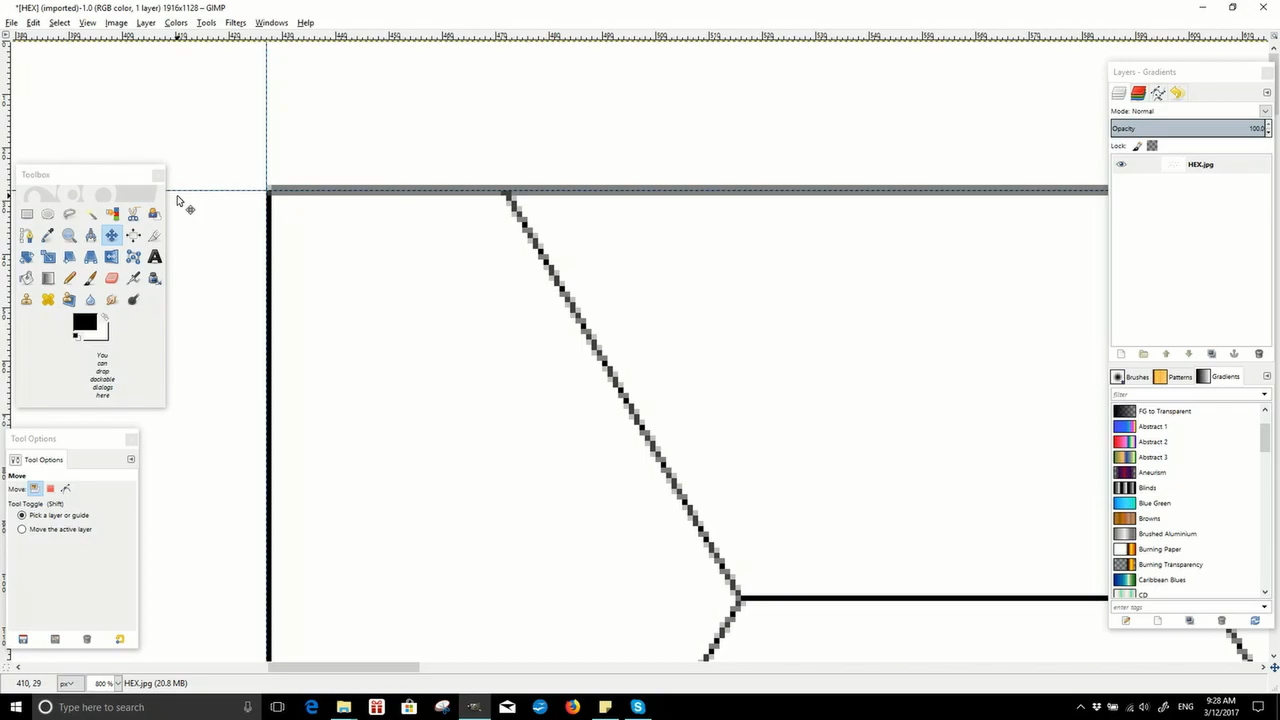 *[HEX] (imported)-1.0 (RGB color, 1 layer) 1916x1128 – GIMP
File Edit Select View Image Layer Colors Tools Filters Windows Help
Layers - Gradients
Mode: Normal
Opacity 100.0
Lock:
HEX.jpg
Toolbox
You
can
drop
dockable
dialogs
here
Brushes Patterns Gradients
filter
FG to Transparent
Abstract 1
Abstract 2
Abstract 3
Aneurism
Blinds
Blue Green
Browns
Brushed Aluminium
Burning Paper
Burning Transparency
Caribbean Blues
CD
enter tags
Tool Options
Tool Options
Move
Move:
Tool Toggle (Shift)
Pick a layer or guide
Move the active layer
410, 29 px 800 % HEX.jpg (20.8 MB)
Type here to search
9:28 AM
3/12/2017